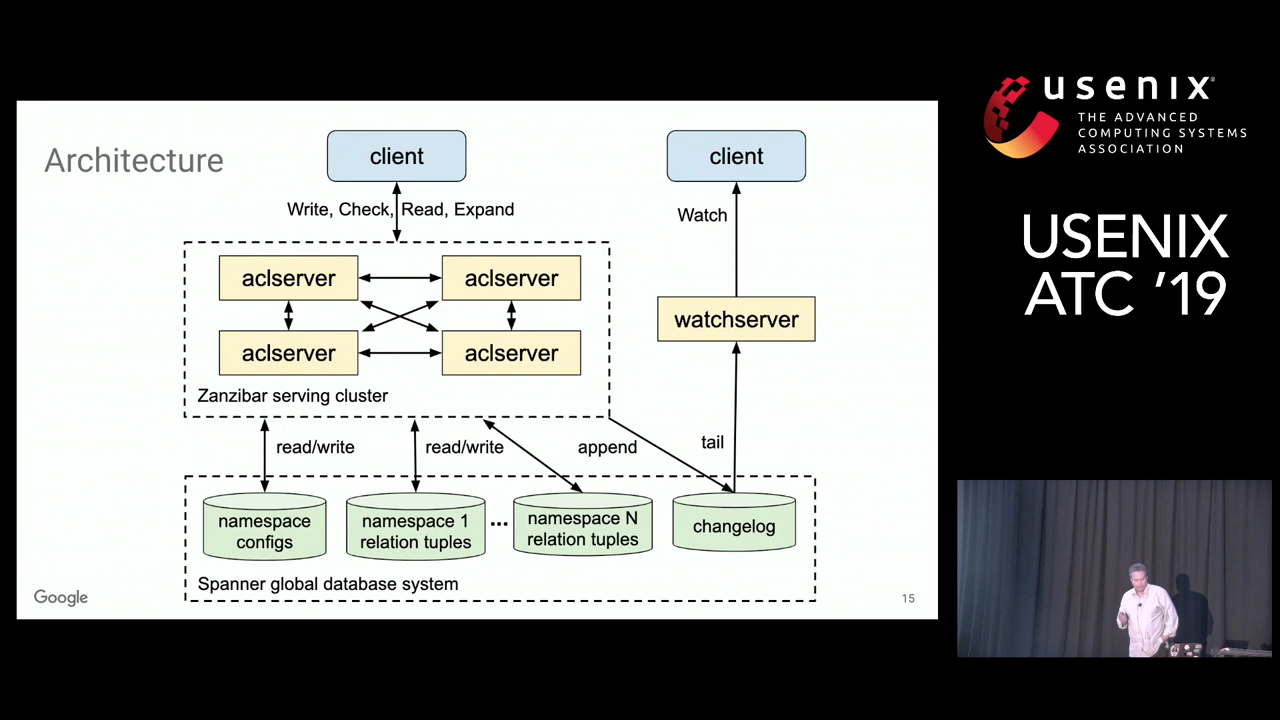 Architecture
client
client
Write, Check, Read, Expand
Watch
aclserver
aclserver
aclserver
aclserver
watchserver
Zanzibar serving cluster
read/write
read/write
append
tail
namespace
configs
namespace 1
relation tuples
...
namespace N
relation tuples
changelog
Spanner global database system
Google
15
usenix
THE ADVANCED
COMPUTING SYSTEMS
ASSOCIATION
USENIX
ATC '19